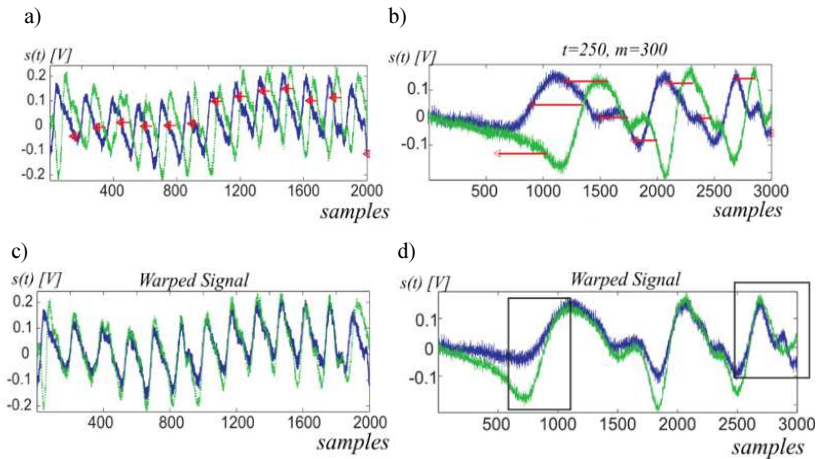 a)
b)
s(t) [V]
s(t) [V]
t=250, m=300
0.2
0.1
0
-0.1
-0.2
400
800
1200
1600
2000
samples
0.1
0
-0.1
500
1000
1500
2000
2500
3000
samples
c)
d)
s(t) [V]
Warped Signal
s(t) [V]
Warped Signal
0.2
0.1
0
-0.1
-0.2
400
800
1200
1600
2000
samples
0.1
0
-0.1
500
1000
1500
2000
2500
3000
samples